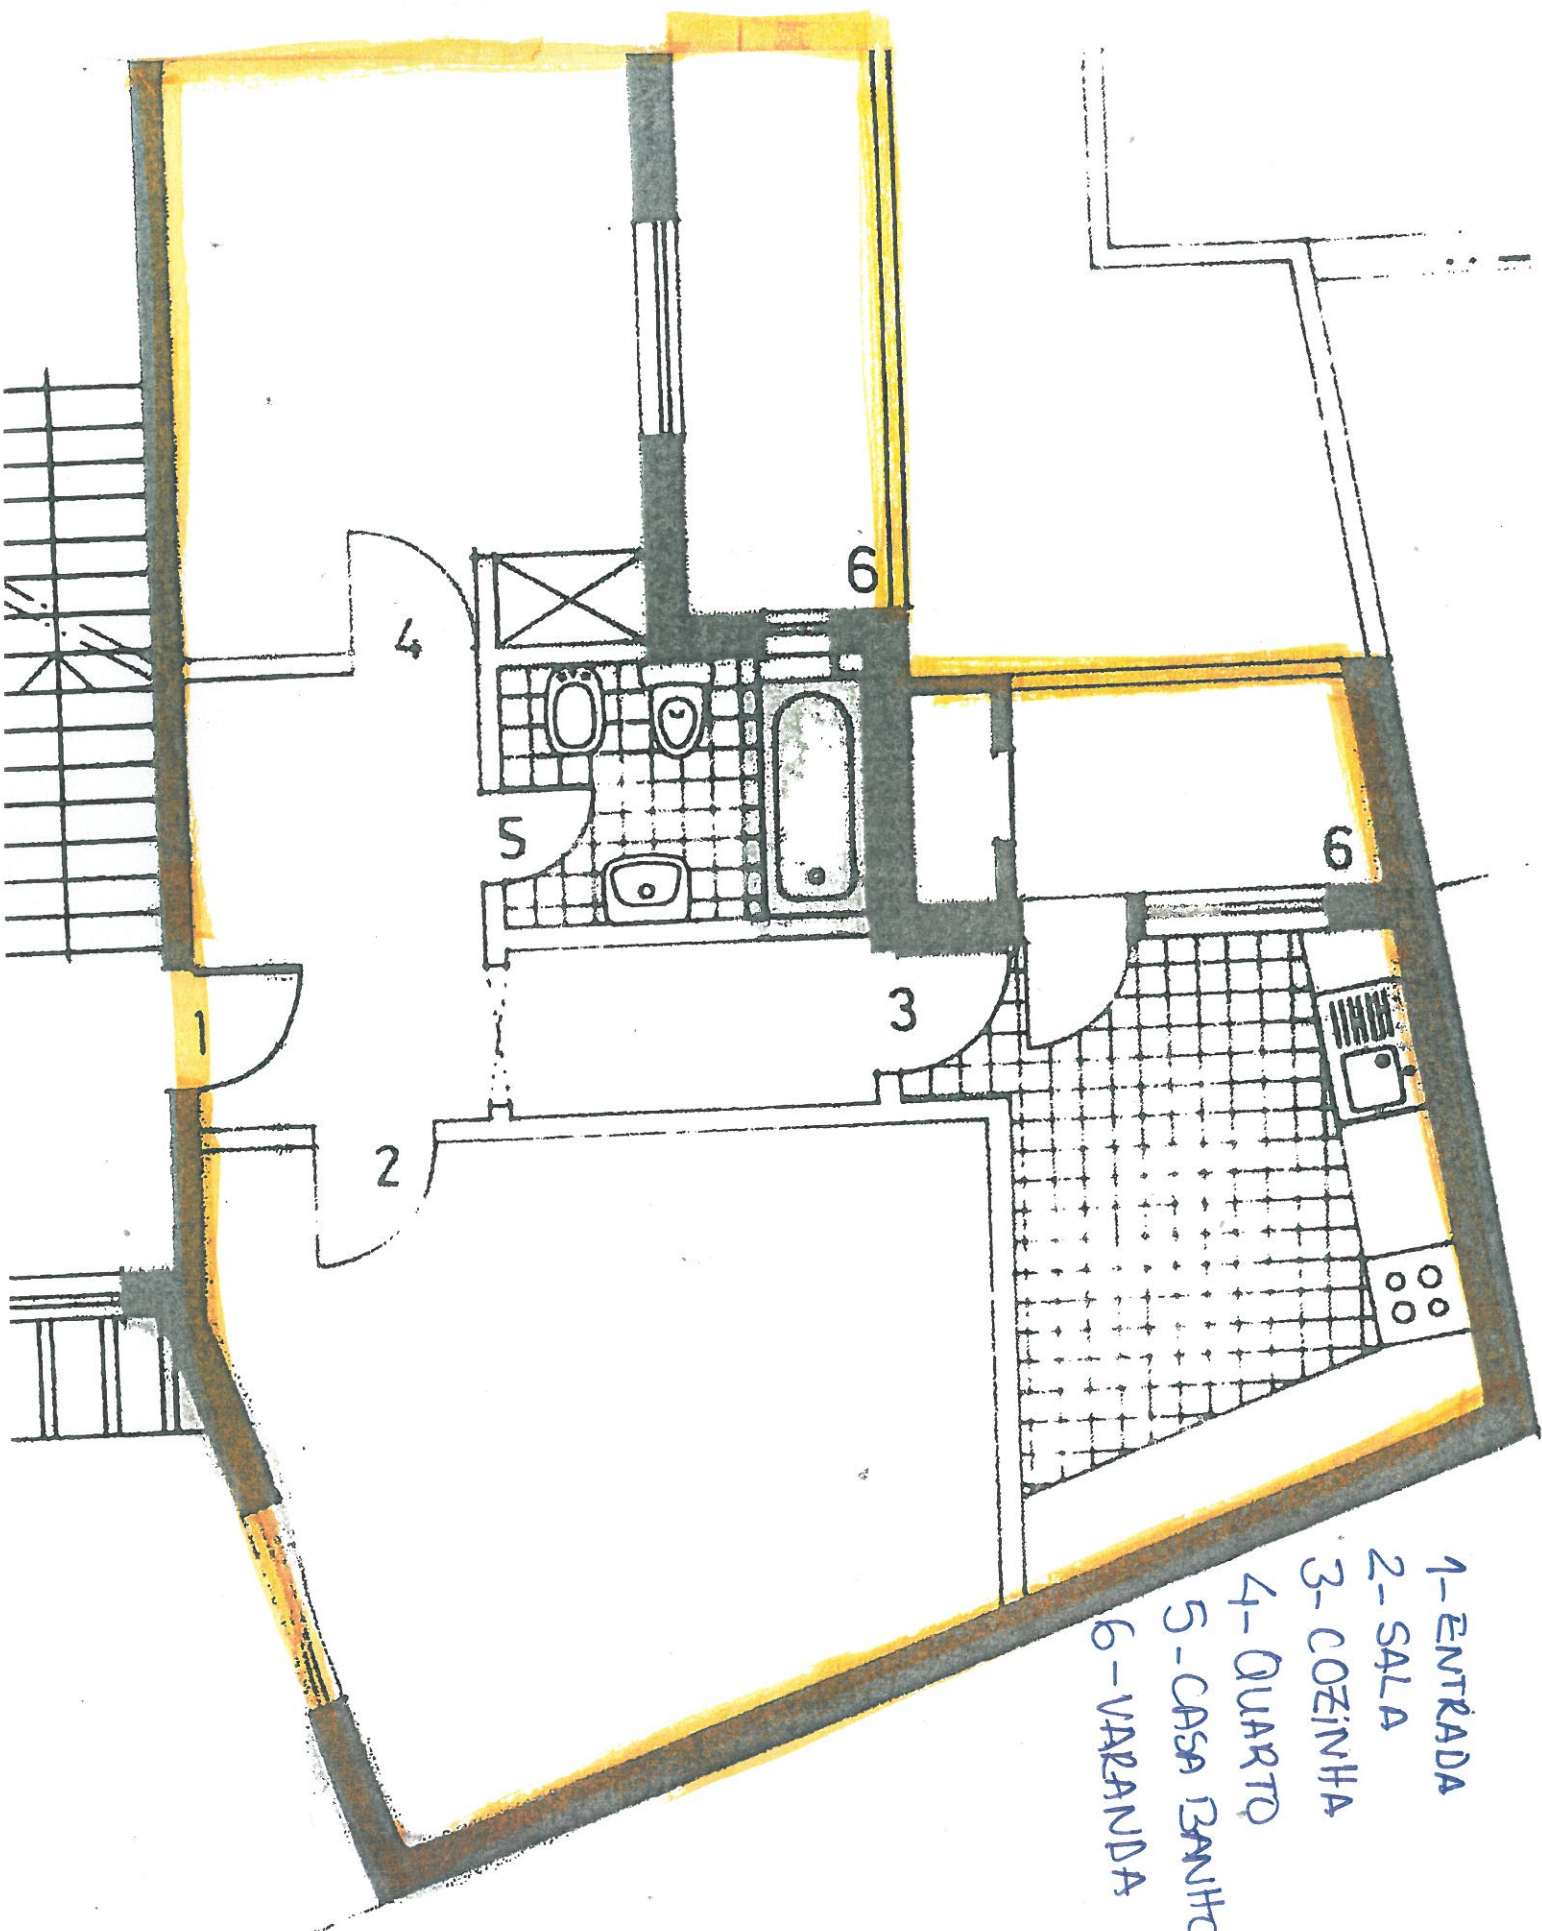 6
4
5
6
3
1
2
1-ENTRADA
2-SALA
3-COZINHA
4-QUARTO
5-CASA BANHO
6-VARANDA